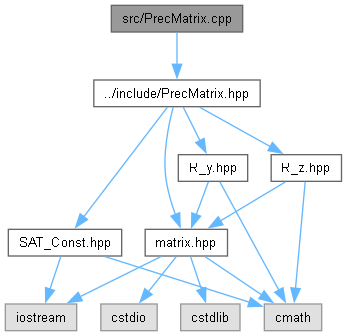 src/PrecMatrix.cpp
../include/PrecMatrix.hpp
R_y.hpp
R_z.hpp
SAT_Const.hpp
matrix.hpp
iostream
cstdio
cstdlib
cmath